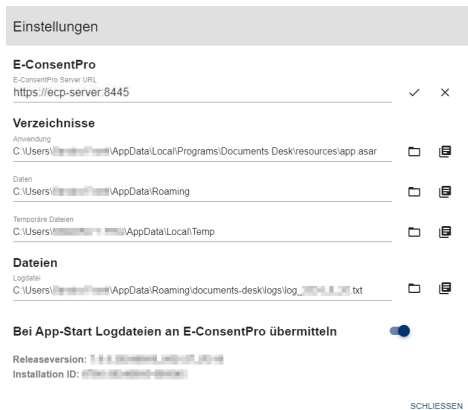 Einstellungen
E-ConsentPro
E-ConsentPro Server URL
https://ecp-server:8445
Verzeichnisse
Anwendung
C:\Users\ \AppData\Local\Programs\Documents Desk\resources\app.asar
Daten
C:\Users\ \AppData\Roaming
Temporäre Dateien
C:\Users\ \AppData\Local\Temp
Dateien
Logdatei
C:\Users\ \AppData\Roaming\documents-desk\logs\log_ .txt
Bei App-Start Logdateien an E-ConsentPro übermitteln
Releaseversion:
Installation ID:
SCHLIESSEN